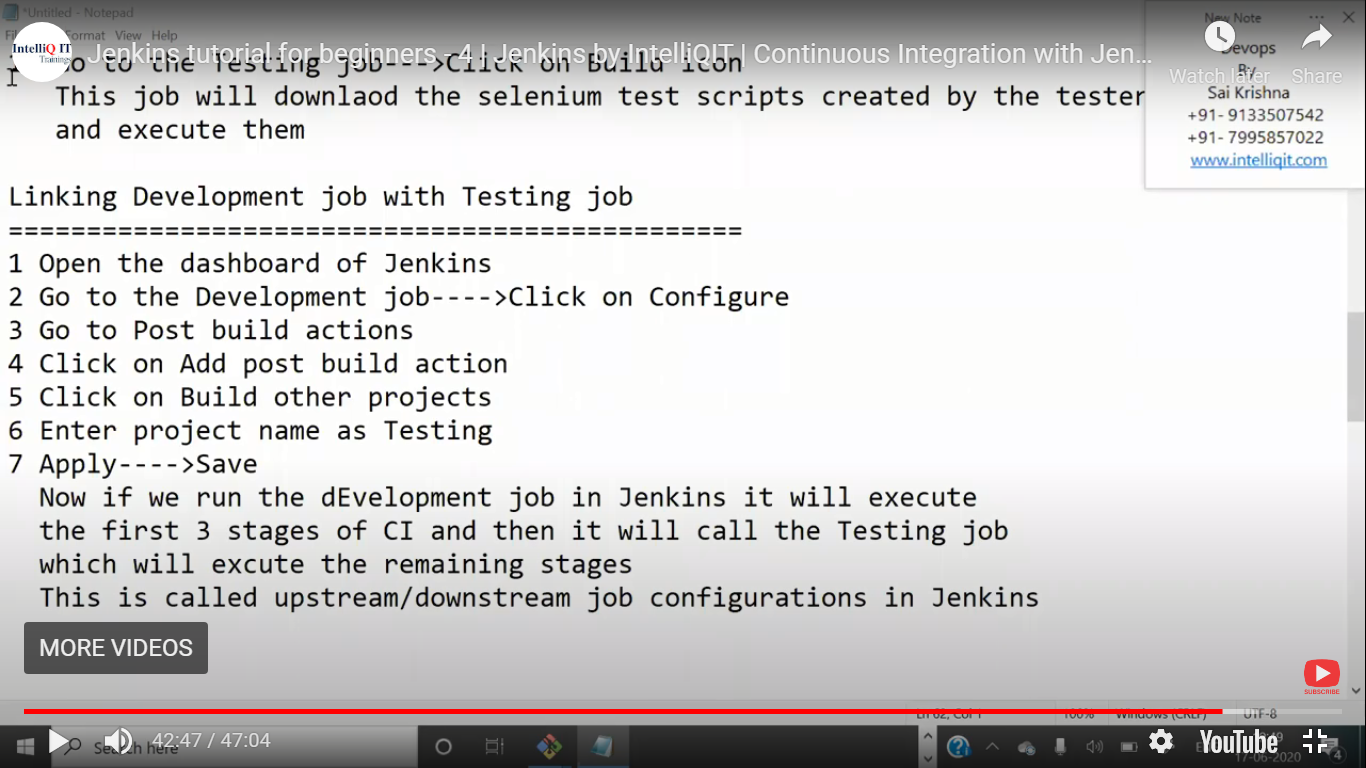 *Untitled - Notepad
Format View Help
IntelliQ IT
Trainings
Jenkins tutorial for beginners - 4 | Jenkins by IntelliQIT | Continuous Integration with Jen...
Watch later
Share
New Note
Devops
By
Sai Krishna
+91- 9133507542
+91- 7995857022
www.intelliqit.com
Go to the Testing job--->Click on Build icon
This job will downlaod the selenium test scripts created by the tester
and execute them
Linking Development job with Testing job
===============================================
1 Open the dashboard of Jenkins
2 Go to the Development job---->Click on Configure
3 Go to Post build actions
4 Click on Add post build action
5 Click on Build other projects
6 Enter project name as Testing
7 Apply---->Save
Now if we run the dEvelopment job in Jenkins it will execute
the first 3 stages of CI and then it will call the Testing job
which will excute the remaining stages
This is called upstream/downstream job configurations in Jenkins
MORE VIDEOS
SUBSCRIBE
Ln 62, Col 1 100% Windows (CRLF) UTF-8
42:47 / 47:04
YouTube
17-06-2020
4